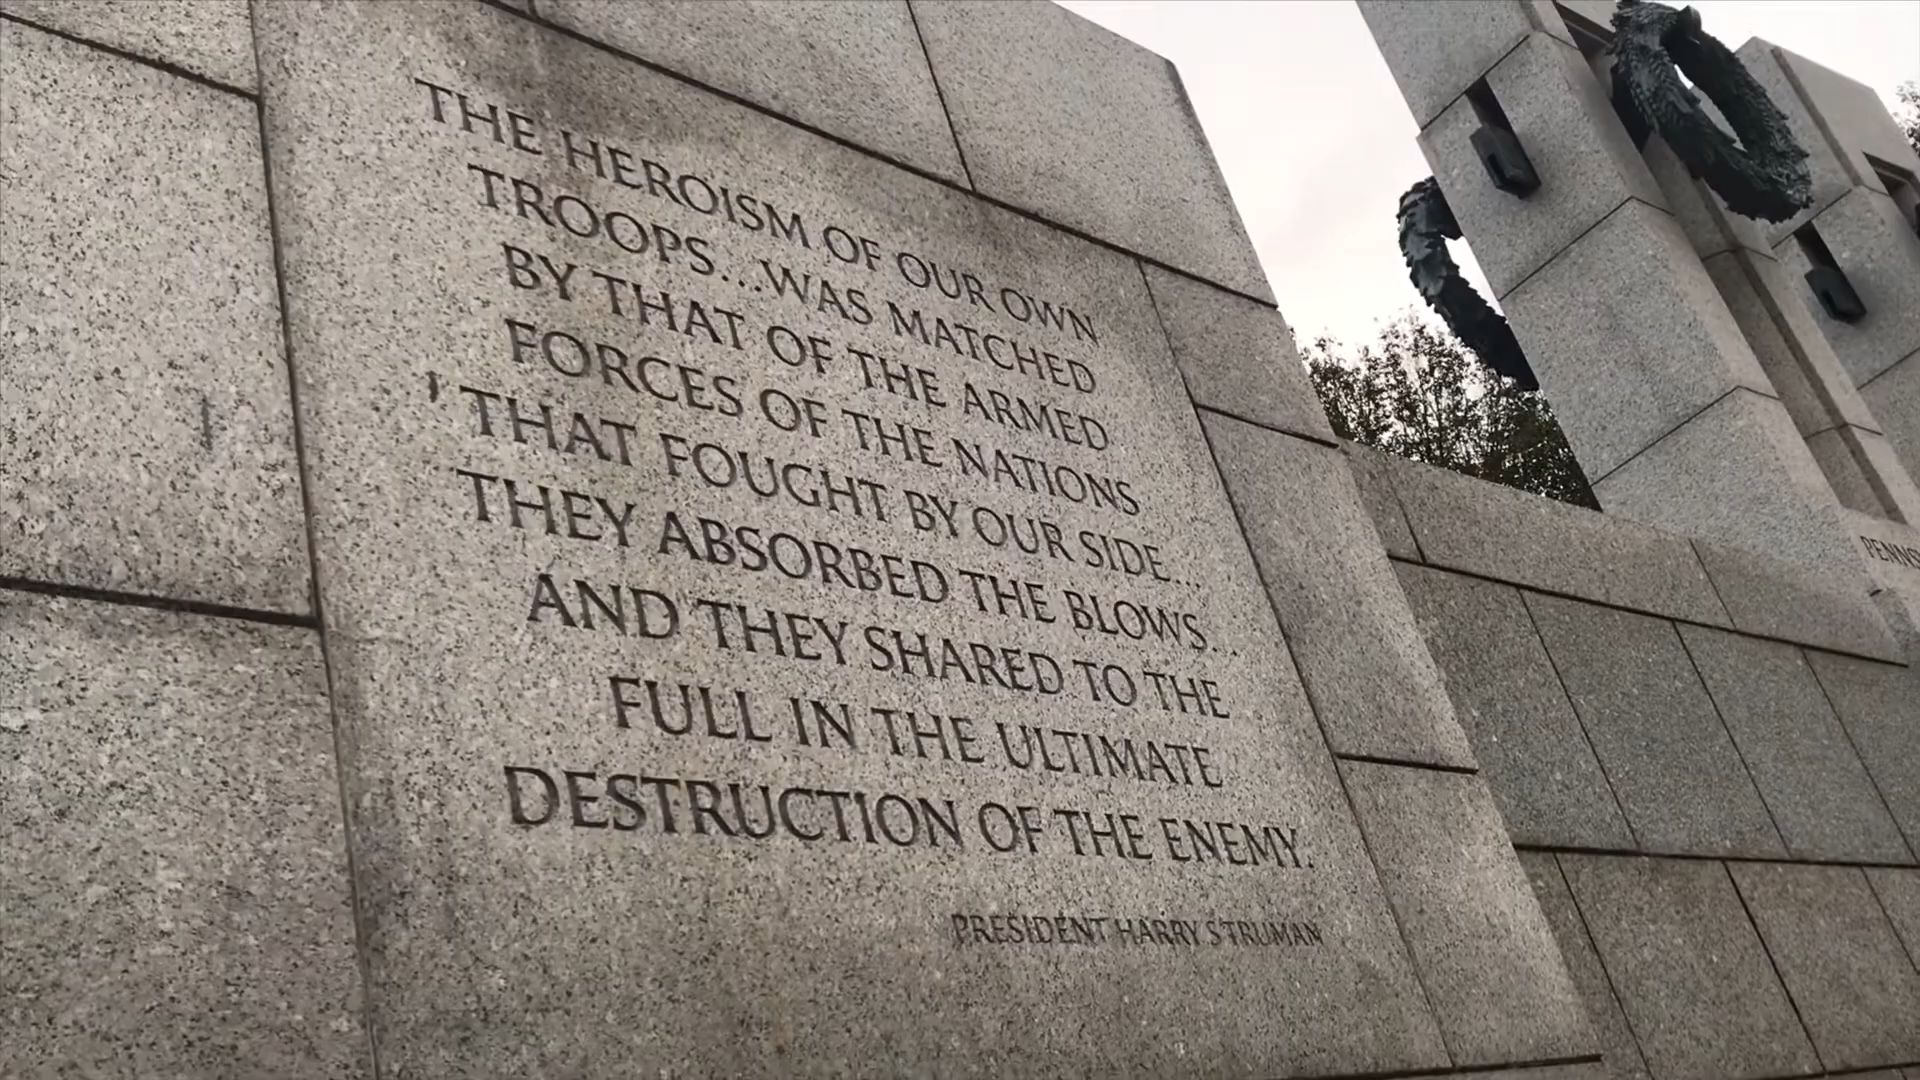 THE HEROISM OF OUR OWN
TROOPS...WAS MATCHED
BY THAT OF THE ARMED
FORCES OF THE NATIONS
THAT FOUGHT BY OUR SIDE...
THEY ABSORBED THE BLOWS...
AND THEY SHARED TO THE
FULL IN THE ULTIMATE
DESTRUCTION OF THE ENEMY.
PRESIDENT HARRY S TRUMAN